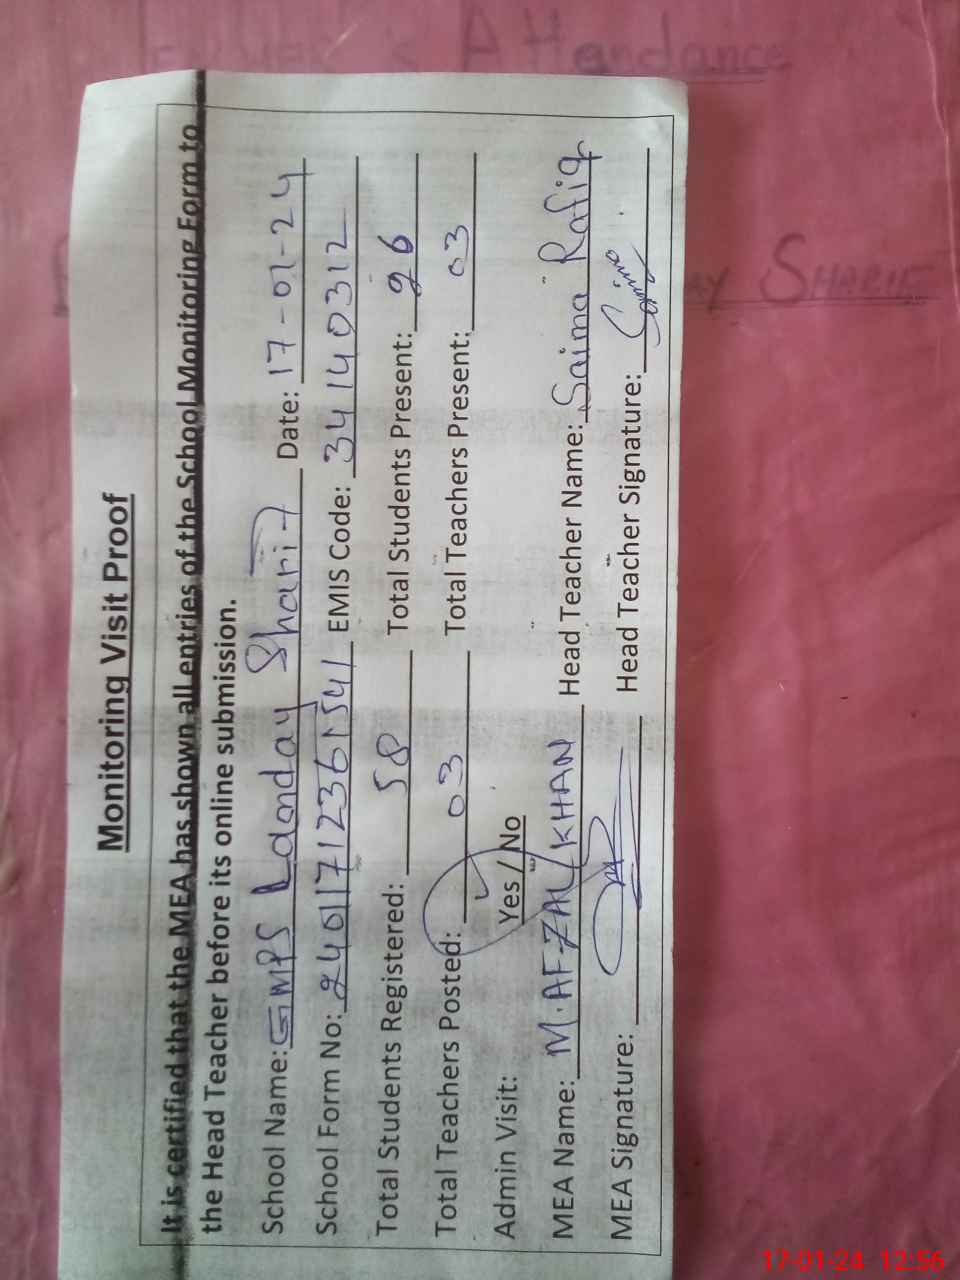 Attendance
SHARIF
Monitoring Visit Proof
It is certified that the MEA has shown all entries of the School Monitoring Form to
the Head Teacher before its online submission.
School Name: GMPS Landay Sharif Date: 17-01-24
School Form No: 24011712361541 EMIS Code: 34140312
Total Students Registered: 58 Total Students Present: 26
Total Teachers Posted: 03 Total Teachers Present: 03
Admin Visit: Yes / No
MEA Name: M.AFZAL KHAN Head Teacher Name: Saima Rafiq
MEA Signature: Head Teacher Signature: Saima
17-01-24 12:56